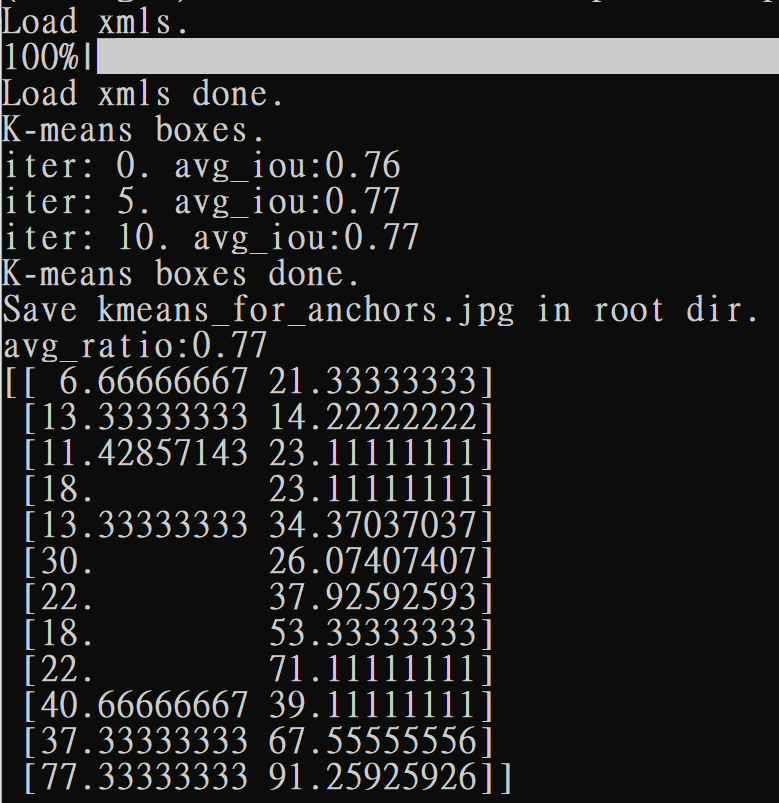 Load xmls.
100%|
Load xmls done.
K-means boxes.
iter: 0. avg_iou:0.76
iter: 5. avg_iou:0.77
iter: 10. avg_iou:0.77
K-means boxes done.
Save kmeans_for_anchors.jpg in root dir.
avg_ratio:0.77
[[ 6.66666667 21.33333333]
 [13.33333333 14.22222222]
 [11.42857143 23.11111111]
 [18.         23.11111111]
 [13.33333333 34.37037037]
 [30.         26.07407407]
 [22.         37.92592593]
 [18.         53.33333333]
 [22.         71.11111111]
 [40.66666667 39.11111111]
 [37.33333333 67.55555556]
 [77.33333333 91.25925926]]